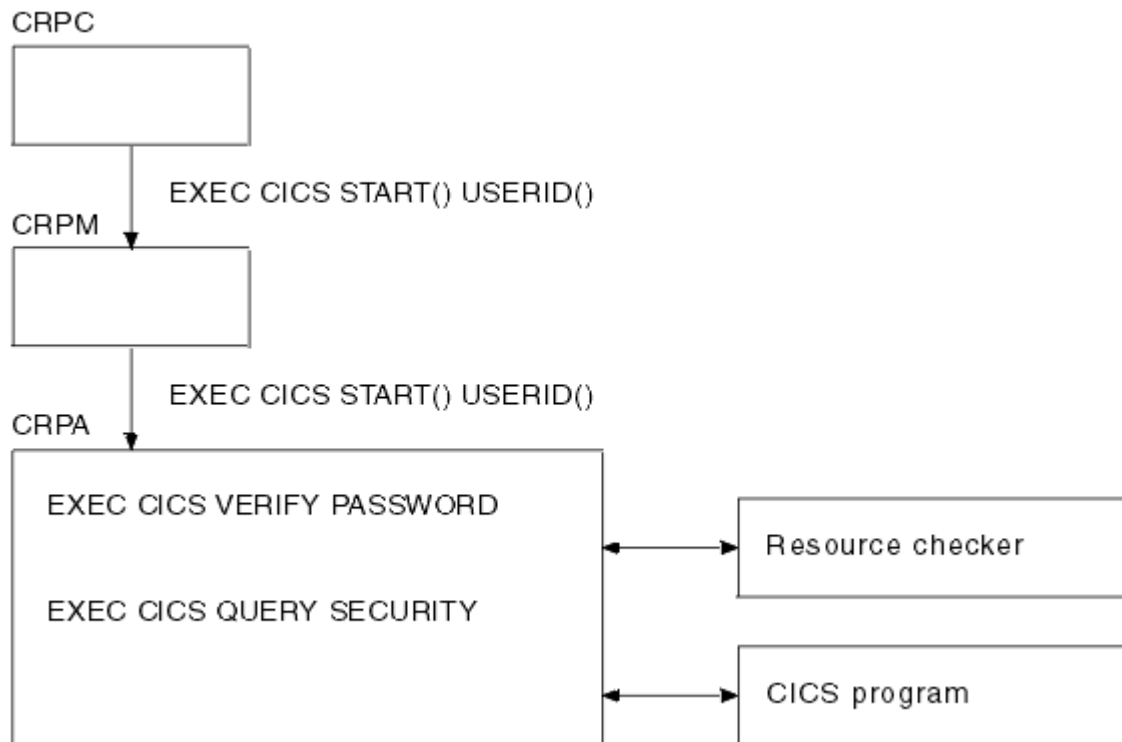 CRPC
EXEC CICS START() USERID()
CRPM
EXEC CICS START() USERID()
CRPA
EXEC CICS VERIFY PASSWORD
Resource checker
EXEC CICS QUERY SECURITY
CICS program